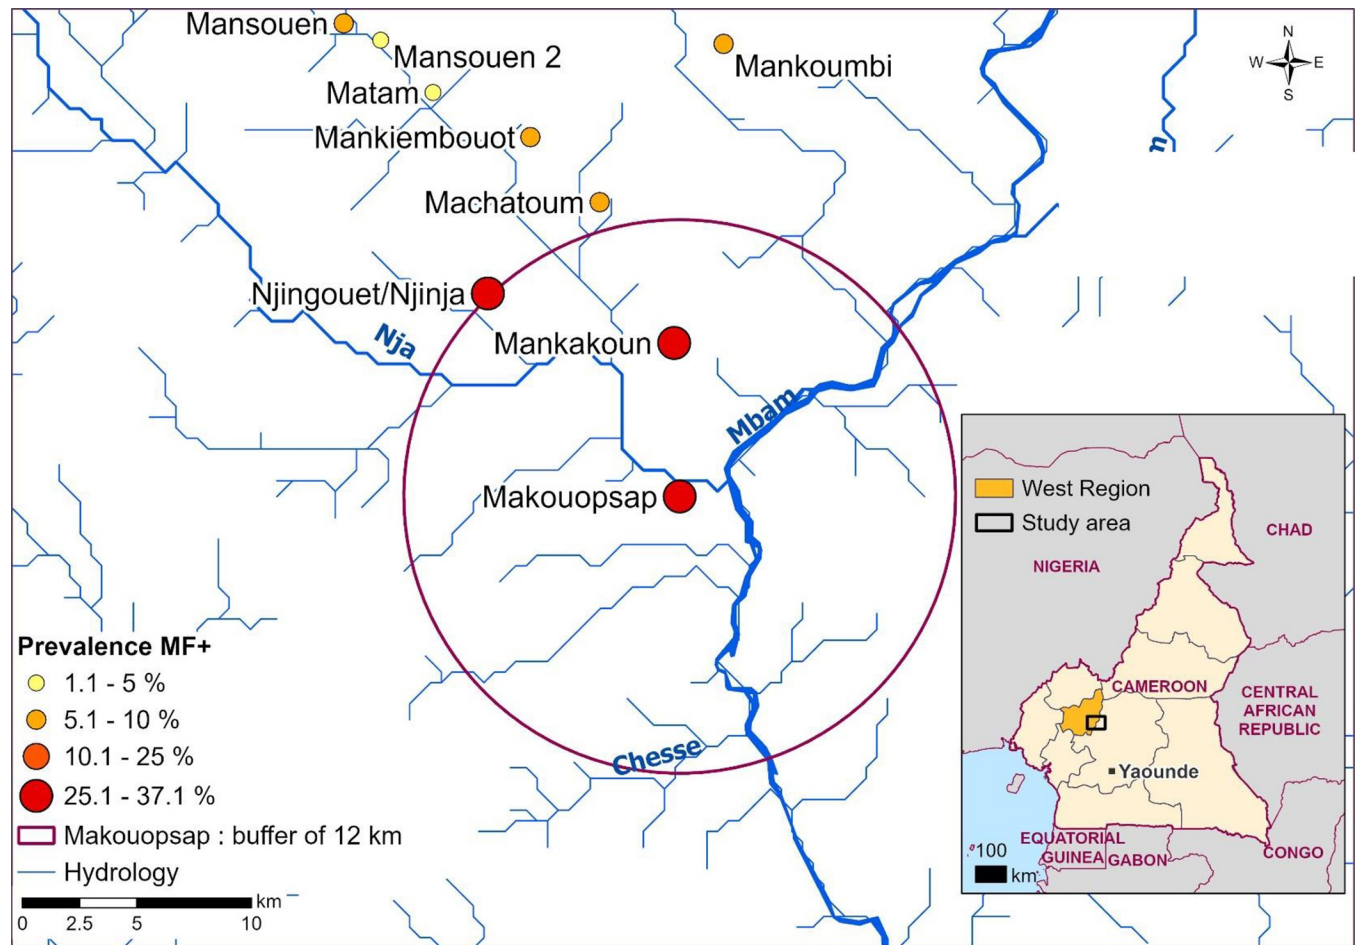 Mansouen
Mansouen 2
Matam
Mankiembouot
Machatoum
Mankoumbi
N
W E
S
m
Njingouet/Njinja
Nja
Mankakoun
Mbam
Makouopsap
Chesse
Prevalence MF+
1.1 - 5 %
5.1 - 10 %
10.1 - 25 %
25.1 - 37.1 %
Makouopsap : buffer of 12 km
Hydrology
km
0 2.5 5 10
West Region
Study area
CHAD
NIGERIA
CAMEROON
CENTRAL
AFRICAN
REPUBLIC
Yaounde
EQUATORIAL
GUINEA
GABON
CONGO
100
km